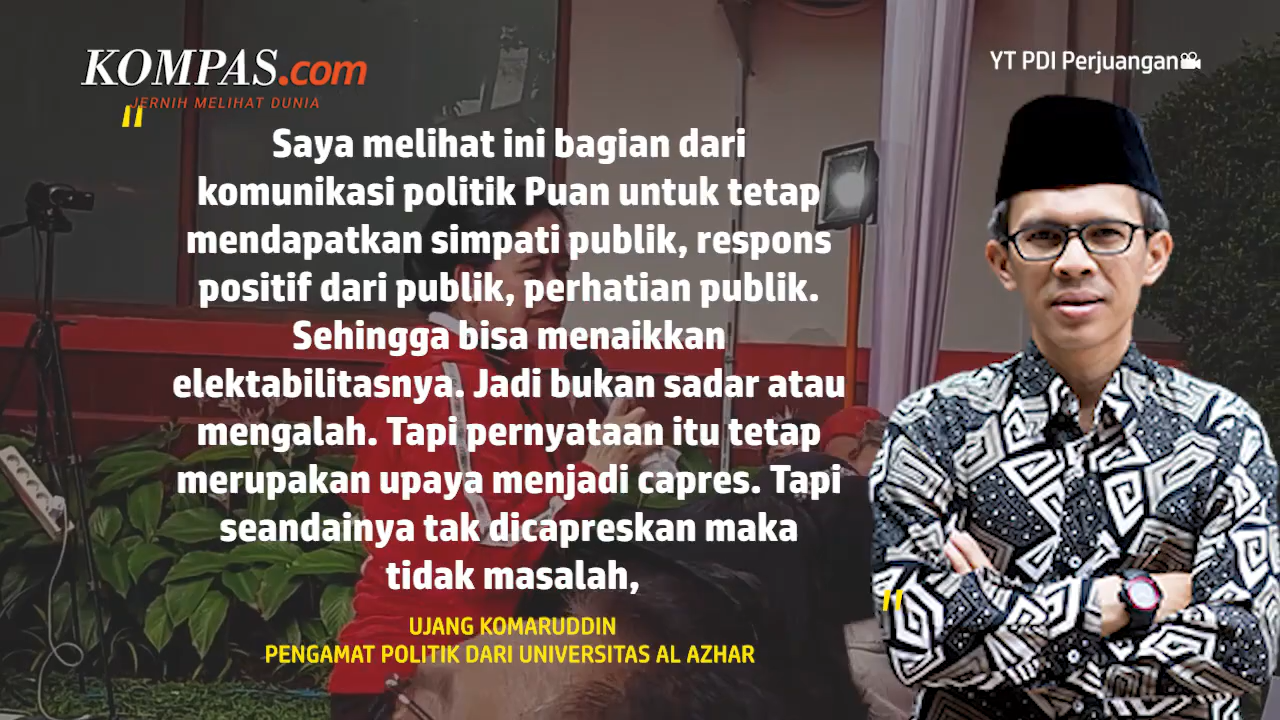 KOMPAS.com
JERNIH MELIHAT DUNIA
YT PDI Perjuangan
"
Saya melihat ini bagian dari
komunikasi politik Puan untuk tetap
mendapatkan simpati publik, respons
positif dari publik, perhatian publik.
Sehingga bisa menaikkan
elektabilitasnya. Jadi bukan sadar atau
mengalah. Tapi pernyataan itu tetap
merupakan upaya menjadi capres. Tapi
seandainya tak dicapreskan maka
tidak masalah,
"
UJANG KOMARUDDIN
PENGAMAT POLITIK DARI UNIVERSITAS AL AZHAR